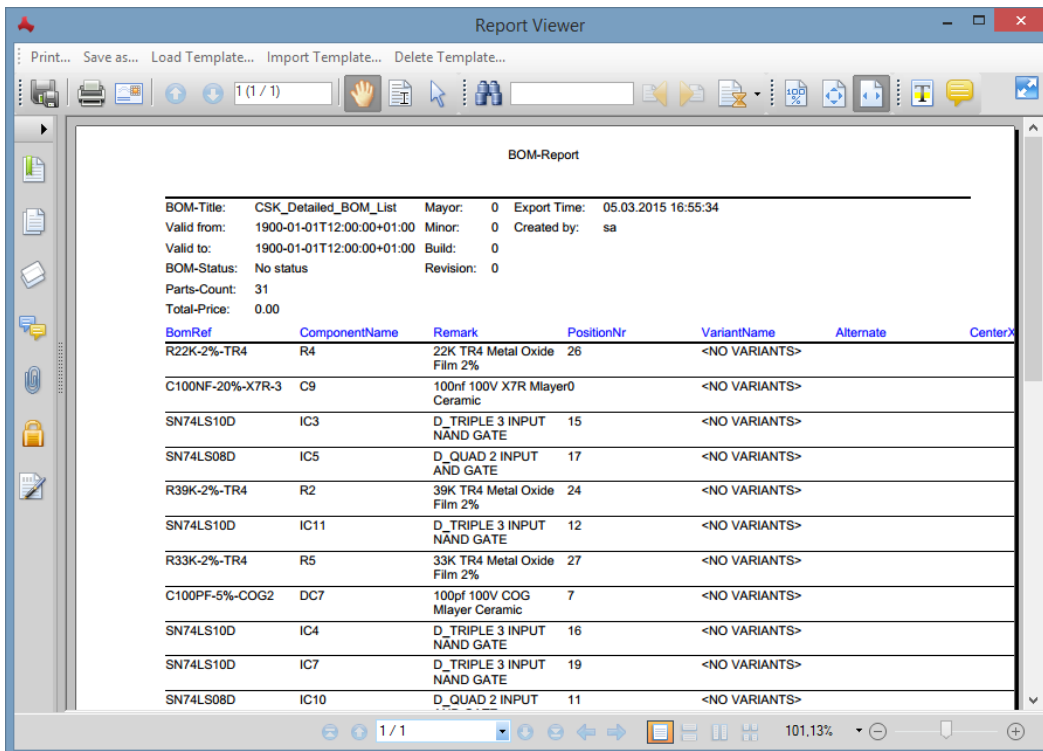 Report Viewer
Print... Save as... Load Template... Import Template... Delete Template...
1 (1 / 1)
BOM-Report
BOM-Title: CSK_Detailed_BOM_List Mayor: 0 Export Time: 05.03.2015 16:55:34
Valid from: 1900-01-01T12:00:00+01:00 Minor: 0 Created by: sa
Valid to: 1900-01-01T12:00:00+01:00 Build: 0
BOM-Status: No status Revision: 0
Parts-Count: 31
Total-Price: 0.00
BomRef ComponentName Remark PositionNr VariantName Alternate CenterX
R22K-2%-TR4 R4 22K TR4 Metal Oxide 26 <NO VARIANTS>
Film 2%
C100NF-20%-X7R-3 C9 100nf 100V X7R Mlayer0 <NO VARIANTS>
Ceramic
SN74LS10D IC3 D_TRIPLE 3 INPUT 15 <NO VARIANTS>
NAND GATE
SN74LS08D IC5 D_QUAD 2 INPUT 17 <NO VARIANTS>
AND GATE
R39K-2%-TR4 R2 39K TR4 Metal Oxide 24 <NO VARIANTS>
Film 2%
SN74LS10D IC11 D_TRIPLE 3 INPUT 12 <NO VARIANTS>
NAND GATE
R33K-2%-TR4 R5 33K TR4 Metal Oxide 27 <NO VARIANTS>
Film 2%
C100PF-5%-COG2 DC7 100pf 100V COG 7 <NO VARIANTS>
Mlayer Ceramic
SN74LS10D IC4 D_TRIPLE 3 INPUT 16 <NO VARIANTS>
NAND GATE
SN74LS10D IC7 D_TRIPLE 3 INPUT 19 <NO VARIANTS>
NAND GATE
SN74LS08D IC10 D_QUAD 2 INPUT 11 <NO VARIANTS>
1 / 1 101,13%